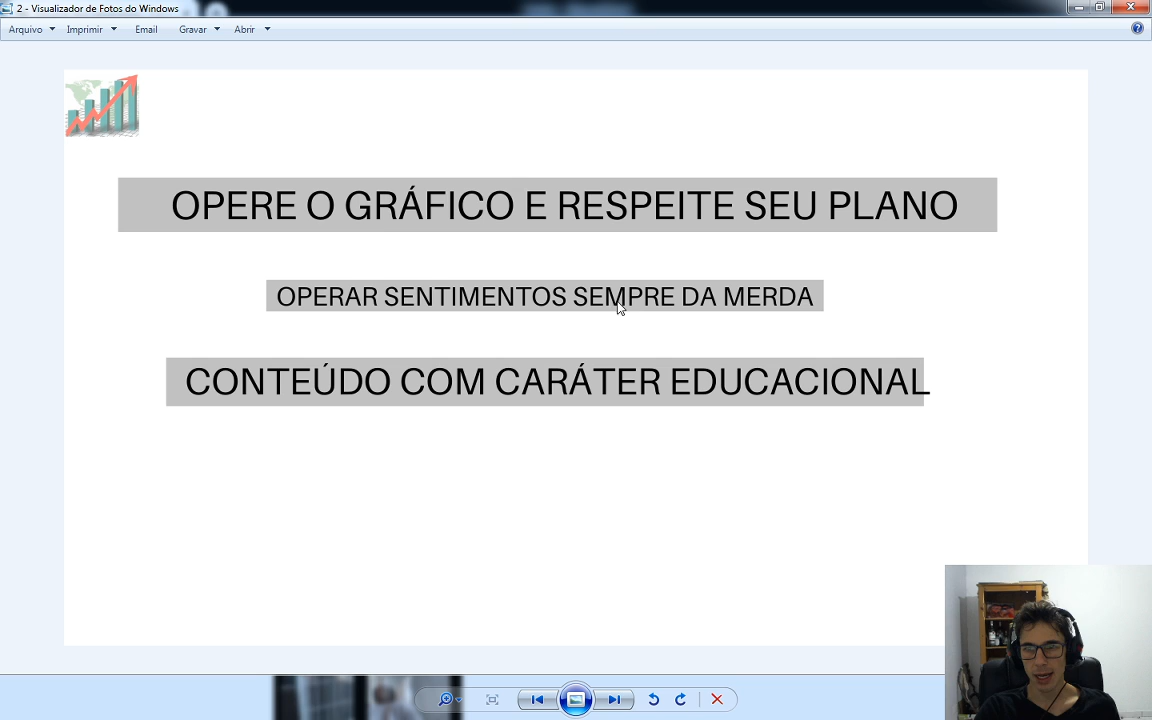 2 - Visualizador de Fotos do Windows
Arquivo Imprimir Email Gravar Abrir
OPERE O GRÁFICO E RESPEITE SEU PLANO
OPERAR SENTIMENTOS SEMPRE DA MERDA
CONTEÚDO COM CARÁTER EDUCACIONAL